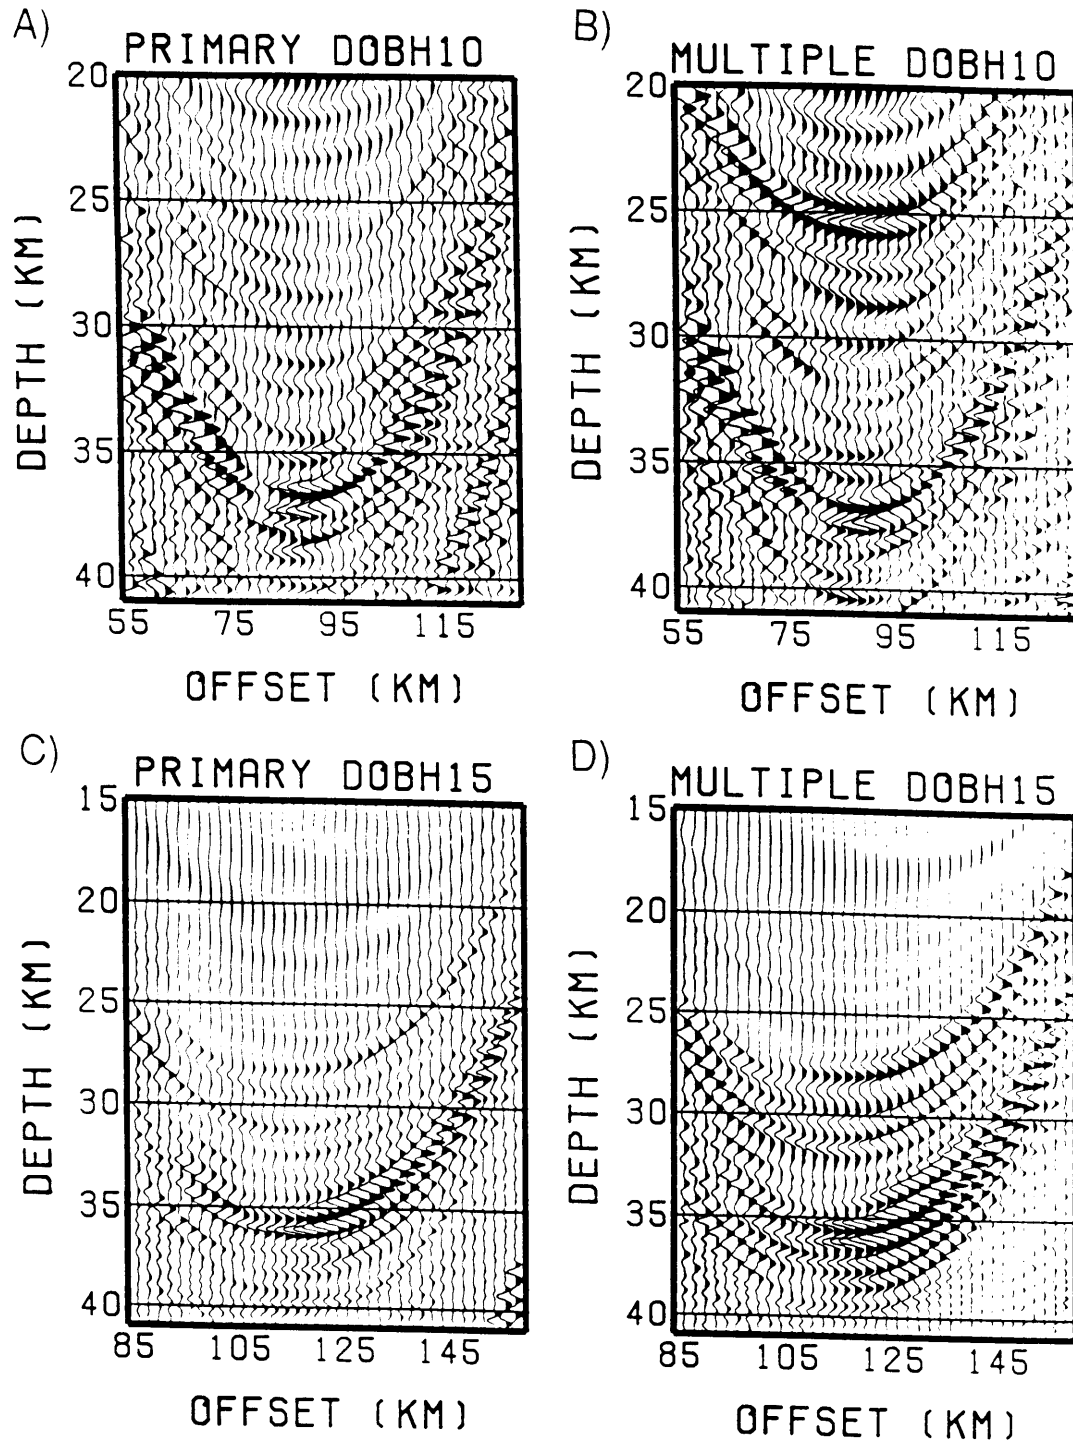 A)
PRIMARY DOBH10
20
25
30
35
40
DEPTH (KM)
55 75 95 115
OFFSET (KM)
B)
MULTIPLE DOBH10
20
25
30
35
40
DEPTH (KM)
55 75 95 115
OFFSET (KM)
C)
PRIMARY DOBH15
15
20
25
30
35
40
DEPTH (KM)
85 105 125 145
OFFSET (KM)
D)
MULTIPLE DOBH15
15
20
25
30
35
40
DEPTH (KM)
85 105 125 145
OFFSET (KM)